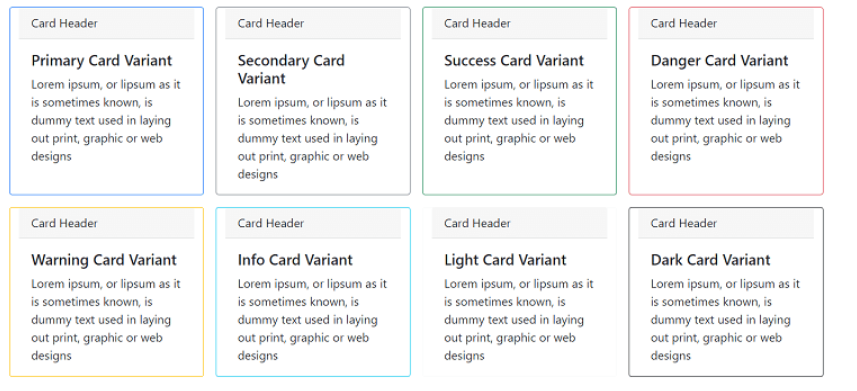 Card Header
Primary Card Variant
Lorem ipsum, or lipsum as it
is sometimes known, is
dummy text used in laying
out print, graphic or web
designs
Card Header
Secondary Card
Variant
Lorem ipsum, or lipsum as it
is sometimes known, is
dummy text used in laying
out print, graphic or web
designs
Card Header
Success Card Variant
Lorem ipsum, or lipsum as it
is sometimes known, is
dummy text used in laying
out print, graphic or web
designs
Card Header
Danger Card Variant
Lorem ipsum, or lipsum as it
is sometimes known, is
dummy text used in laying
out print, graphic or web
designs
Card Header
Warning Card Variant
Lorem ipsum, or lipsum as it
is sometimes known, is
dummy text used in laying
out print, graphic or web
designs
Card Header
Info Card Variant
Lorem ipsum, or lipsum as it
is sometimes known, is
dummy text used in laying
out print, graphic or web
designs
Card Header
Light Card Variant
Lorem ipsum, or lipsum as it
is sometimes known, is
dummy text used in laying
out print, graphic or web
designs
Card Header
Dark Card Variant
Lorem ipsum, or lipsum as it
is sometimes known, is
dummy text used in laying
out print, graphic or web
designs